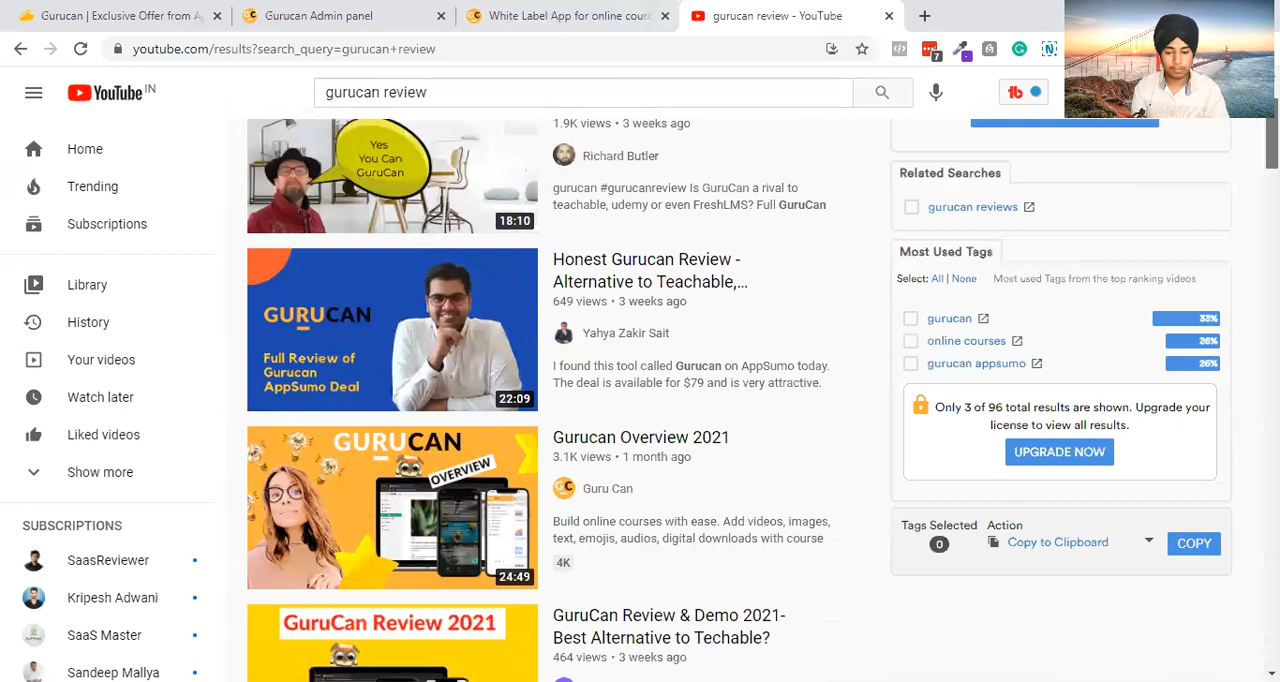 Gurucan | Exclusive Offer from A
Gurucan Admin panel
White Label App for online cours
gurucan review - YouTube
youtube.com/results?search_query=gurucan+review
7
YouTube IN
gurucan review
Home
Trending
Subscriptions
Library
History
Your videos
Watch later
Liked videos
Show more
SUBSCRIPTIONS
SaaS Reviewer
Kripesh Adwani
SaaS Master
Sandeep Mallya
Yes
You Can
GuruCan
18:10
1.9K views • 3 weeks ago
Richard Butler
gurucan #gurucanreview Is GuruCan a rival to
teachable, udemy or even FreshLMS? Full GuruCan
GURUCAN
Full Review of
Gurucan
AppSumo Deal
22:09
Honest Gurucan Review -
Alternative to Teachable,...
649 views • 3 weeks ago
Yahya Zakir Sait
I found this tool called Gurucan on AppSumo today.
The deal is available for $79 and is very attractive.
GURUCAN
OVERVIEW
24:49
Gurucan Overview 2021
3.1K views • 1 month ago
Guru Can
Build online courses with ease. Add videos, images,
text, emojis, audios, digital downloads with course
4K
GuruCan Review 2021
GuruCan Review & Demo 2021-
Best Alternative to Techable?
464 views • 3 weeks ago
Related Searches
gurucan reviews
Most Used Tags
Select: All | None Most used Tags from the top ranking videos
gurucan 33%
online courses 26%
gurucan appsumo 26%
Only 3 of 96 total results are shown. Upgrade your
license to view all results.
UPGRADE NOW
Tags Selected Action
0 Copy to Clipboard COPY